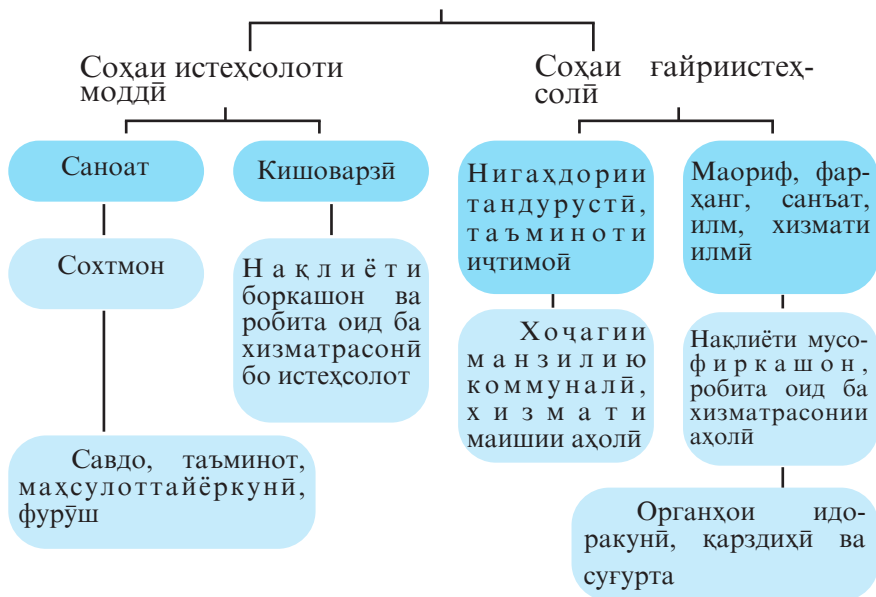 Соҳаи истеҳсолоти
моддӣ
Соҳаи ғайриистеҳ-
солӣ
Саноат
Кишоварзӣ
Нигаҳдории
тандурустӣ,
таъминоти
иҷтимоӣ
Маориф, фар-
ҳанг, санъат,
илм, хизмати
илмӣ
Сохтмон
Нақлиёти
боркашон ва
робита оид ба
хизматрасонӣ
бо истеҳсолот
Хоҷагии
манзилию
коммуналӣ,
хизмати
маишии аҳолӣ
Нақлиёти мусо-
фиркашон,
робита оид ба
хизматрасонии
аҳолӣ
Савдо, таъминот,
маҳсулоттайёркунӣ,
фурӯш
Органҳои идо-
ракунӣ, қарздиҳӣ ва
суғурта